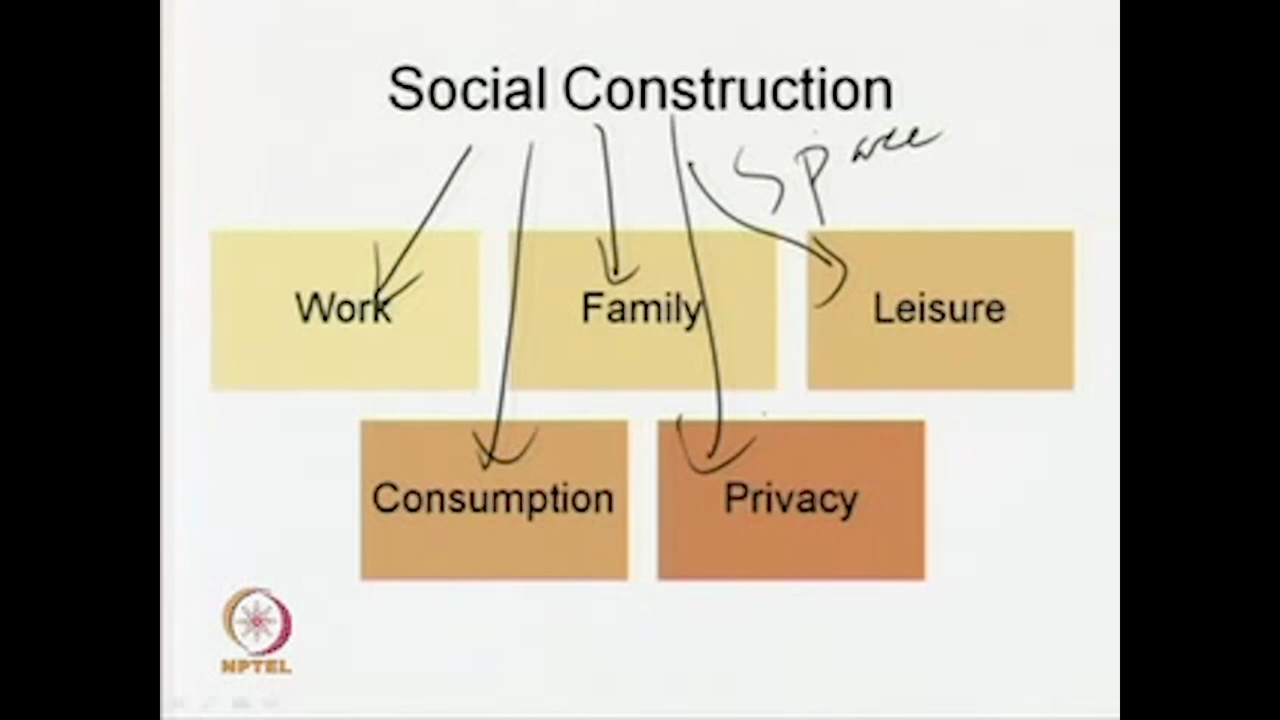 Social Construction
Space
Work Family Leisure
Consumption Privacy
NPTEL